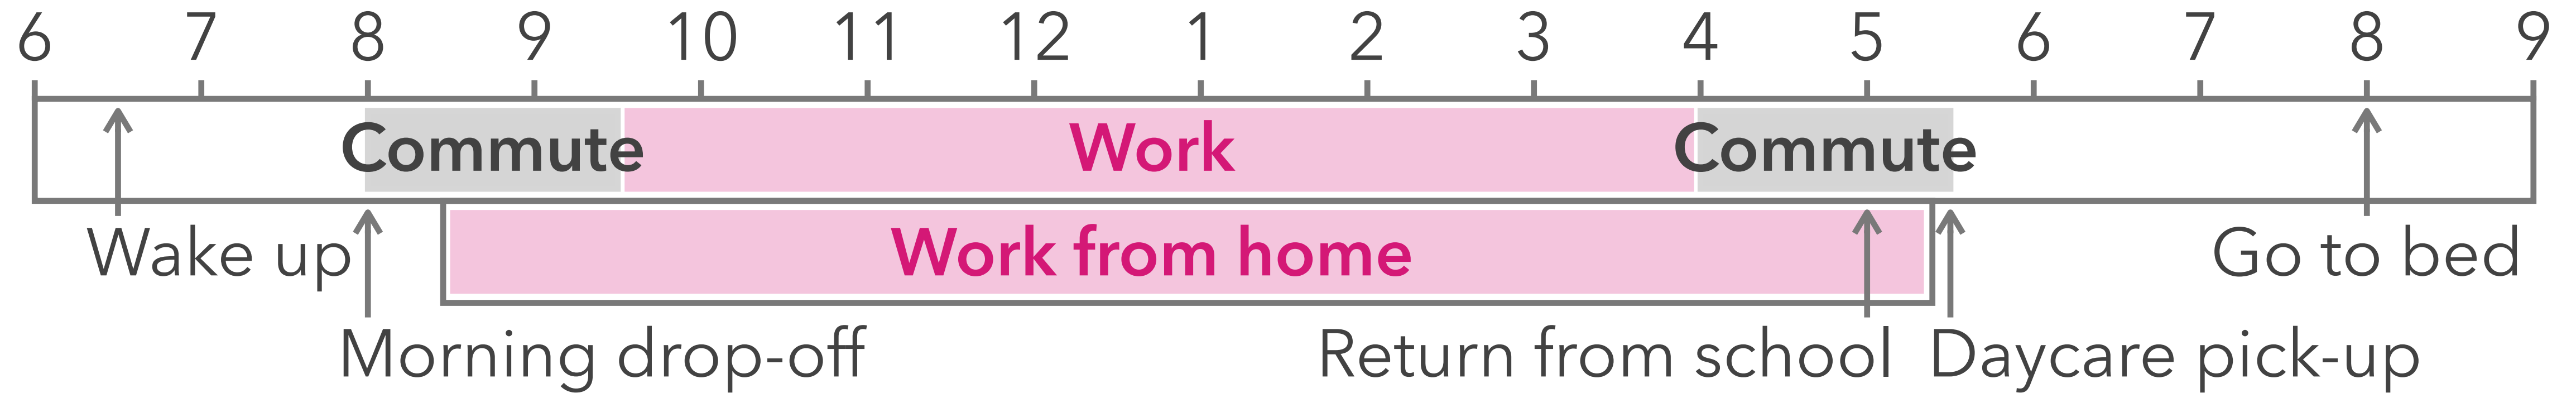 6 7 8 9 10 11 12 1 2 3 4 5 6 7 8 9
Commute Work Commute
Wake up Work from home Go to bed
Morning drop-off Return from school Daycare pick-up